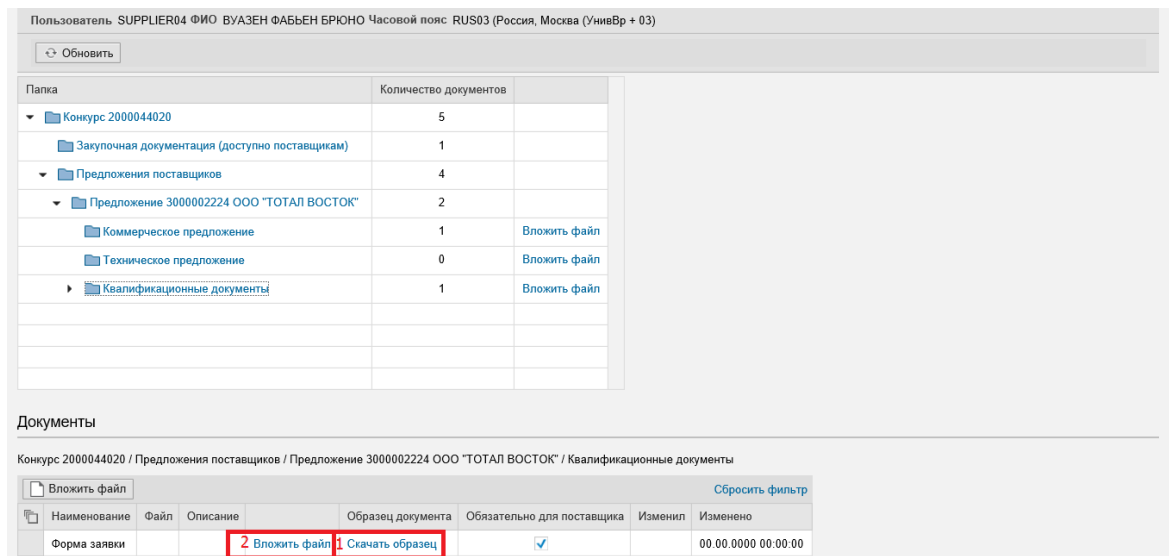 Пользователь SUPPLIER04 ФИО ВУАЗЕН ФАБЬЕН БРЮНО Часовой пояс RUS03 (Россия, Москва (УнивВр + 03)
Обновить
Папка Количество документов
Конкурс 2000044020 5
Закупочная документация (доступно поставщикам) 1
Предложения поставщиков 4
Предложение 3000002224 ООО "ТОТАЛ ВОСТОК" 2
Коммерческое предложение 1 Вложить файл
Техническое предложение 0 Вложить файл
Квалификационные документы 1 Вложить файл
Документы
Конкурс 2000044020 / Предложения поставщиков / Предложение 3000002224 ООО "ТОТАЛ ВОСТОК" / Квалификационные документы
Вложить файл Сбросить фильтр
Наименование Файл Описание Образец документа Обязательно для поставщика Изменил Изменено
Форма заявки 2 Вложить файл 1 Скачать образец 00.00.0000 00:00:00